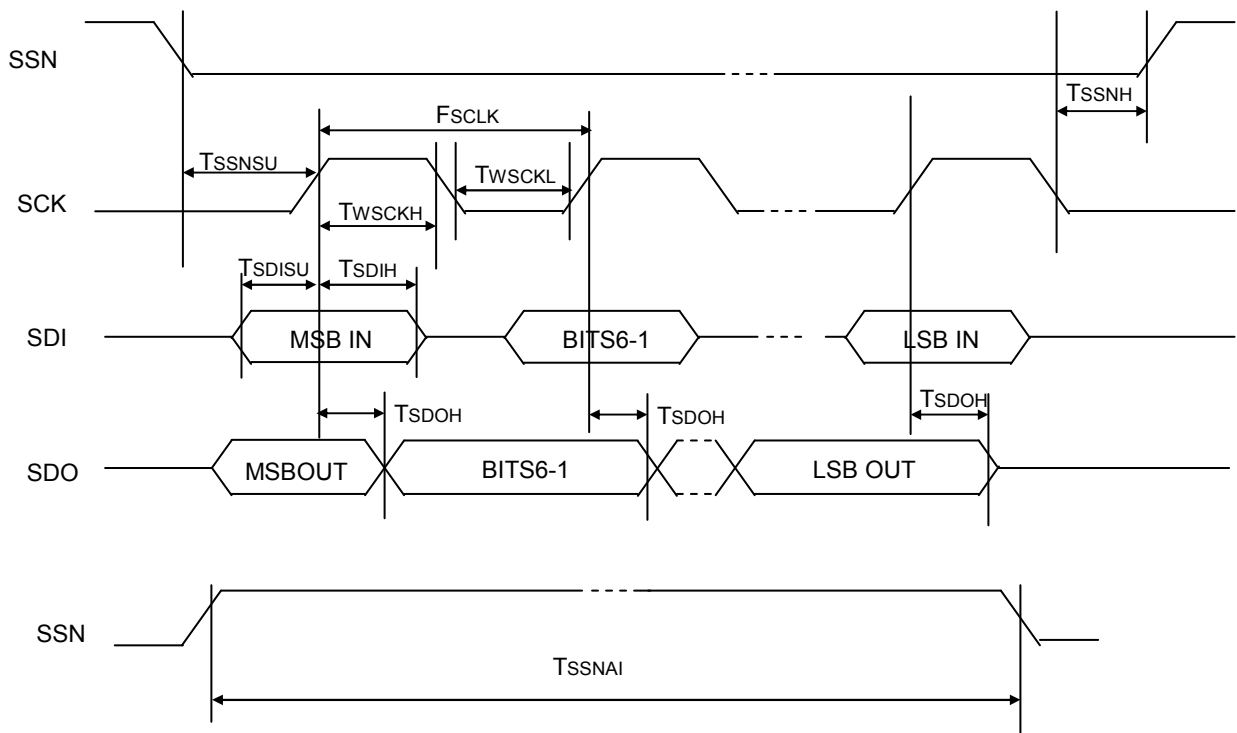 SSN
TSSNH
FSCLK
TSSNSU
TWSCKL
SCK
TWSCKH
TSDISU
TSDIH
SDI
MSB IN
BITS6-1
LSB IN
TSDOH
TSDOH
TSDOH
SDO
MSBOUT
BITS6-1
LSB OUT
SSN
TSSNAI